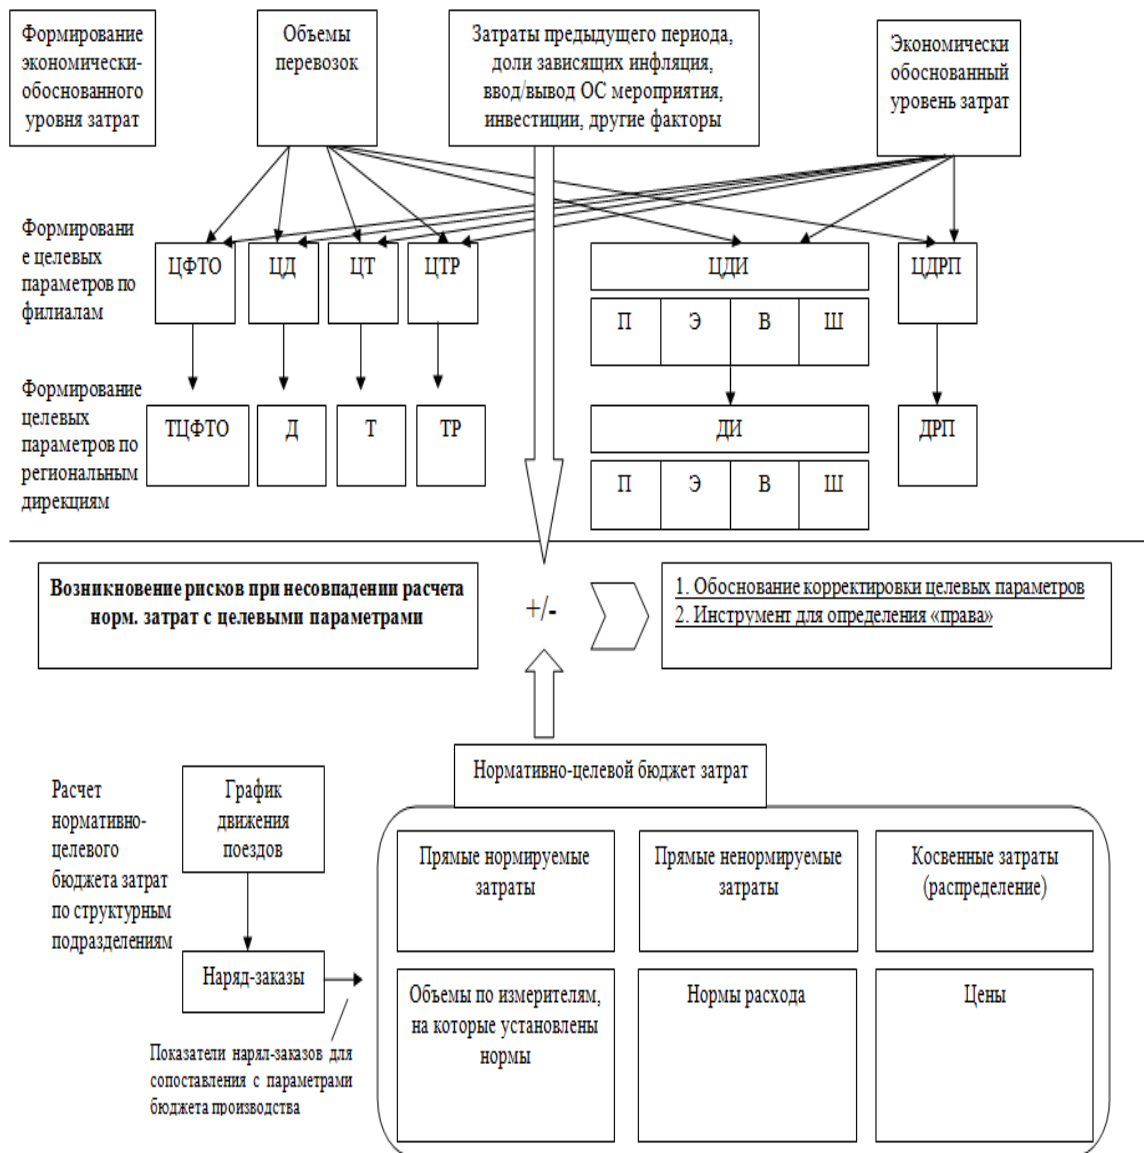 Формирование
экономически-
обоснованного
уровня затрат
Объемы
перевозок
Затраты предыдущего периода,
доли зависящих инфляция,
ввод/вывод ОС мероприятия,
инвестиции, другие факторы
Экономически
обоснованный
уровень затрат
Формировани
е целевых
параметров по
филиалам
ЦФТО
ЦД
ЦТ
ЦТР
ЦДИ
ЦДРП
П
Э
В
Ш
Формирование
целевых
параметров по
региональным
дирекциям
ТЦФТО
Д
Т
ТР
ДИ
ДРП
П
Э
В
Ш
Возникновение рисков при несовпадении расчета
норм. затрат с целевыми параметрами
+/-
1. Обоснование корректировки целевых параметров
2. Инструмент для определения «права»
Нормативно-целевой бюджет затрат
Расчет
нормативно-
целевого
бюджета затрат
по структурным
подразделениям
График
движения
поездов
Наряд-заказы
Показатели нарял-заказов для
сопоставления с параметрами
бюджета производства
Прямые нормируемые
затраты
Прямые ненормируемые
затраты
Косвенные затраты
(распределение)
Объемы по измерителям,
на которые установлены
нормы
Нормы расхода
Цены